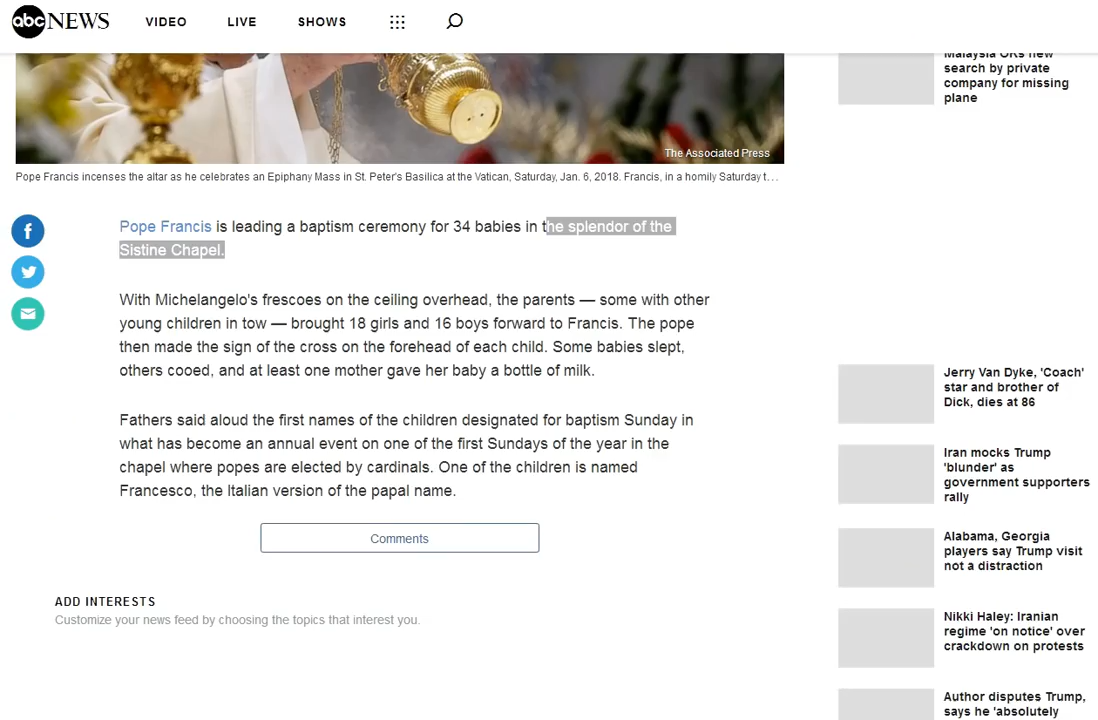 abc NEWS
VIDEO
LIVE
SHOWS
The Associated Press
Pope Francis incenses the altar as he celebrates an Epiphany Mass in St. Peter's Basilica at the Vatican, Saturday, Jan. 6, 2018. Francis, in a homily Saturday t…
Pope Francis is leading a baptism ceremony for 34 babies in the splendor of the
Sistine Chapel.
With Michelangelo's frescoes on the ceiling overhead, the parents — some with other
young children in tow — brought 18 girls and 16 boys forward to Francis. The pope
then made the sign of the cross on the forehead of each child. Some babies slept,
others cooed, and at least one mother gave her baby a bottle of milk.
Fathers said aloud the first names of the children designated for baptism Sunday in
what has become an annual event on one of the first Sundays of the year in the
chapel where popes are elected by cardinals. One of the children is named
Francesco, the Italian version of the papal name.
Comments
ADD INTERESTS
Customize your news feed by choosing the topics that interest you.
Malaysia OKs new
search by private
company for missing
plane
Jerry Van Dyke, 'Coach'
star and brother of
Dick, dies at 86
Iran mocks Trump
'blunder' as
government supporters
rally
Alabama, Georgia
players say Trump visit
not a distraction
Nikki Haley: Iranian
regime 'on notice' over
crackdown on protests
Author disputes Trump,
says he 'absolutely